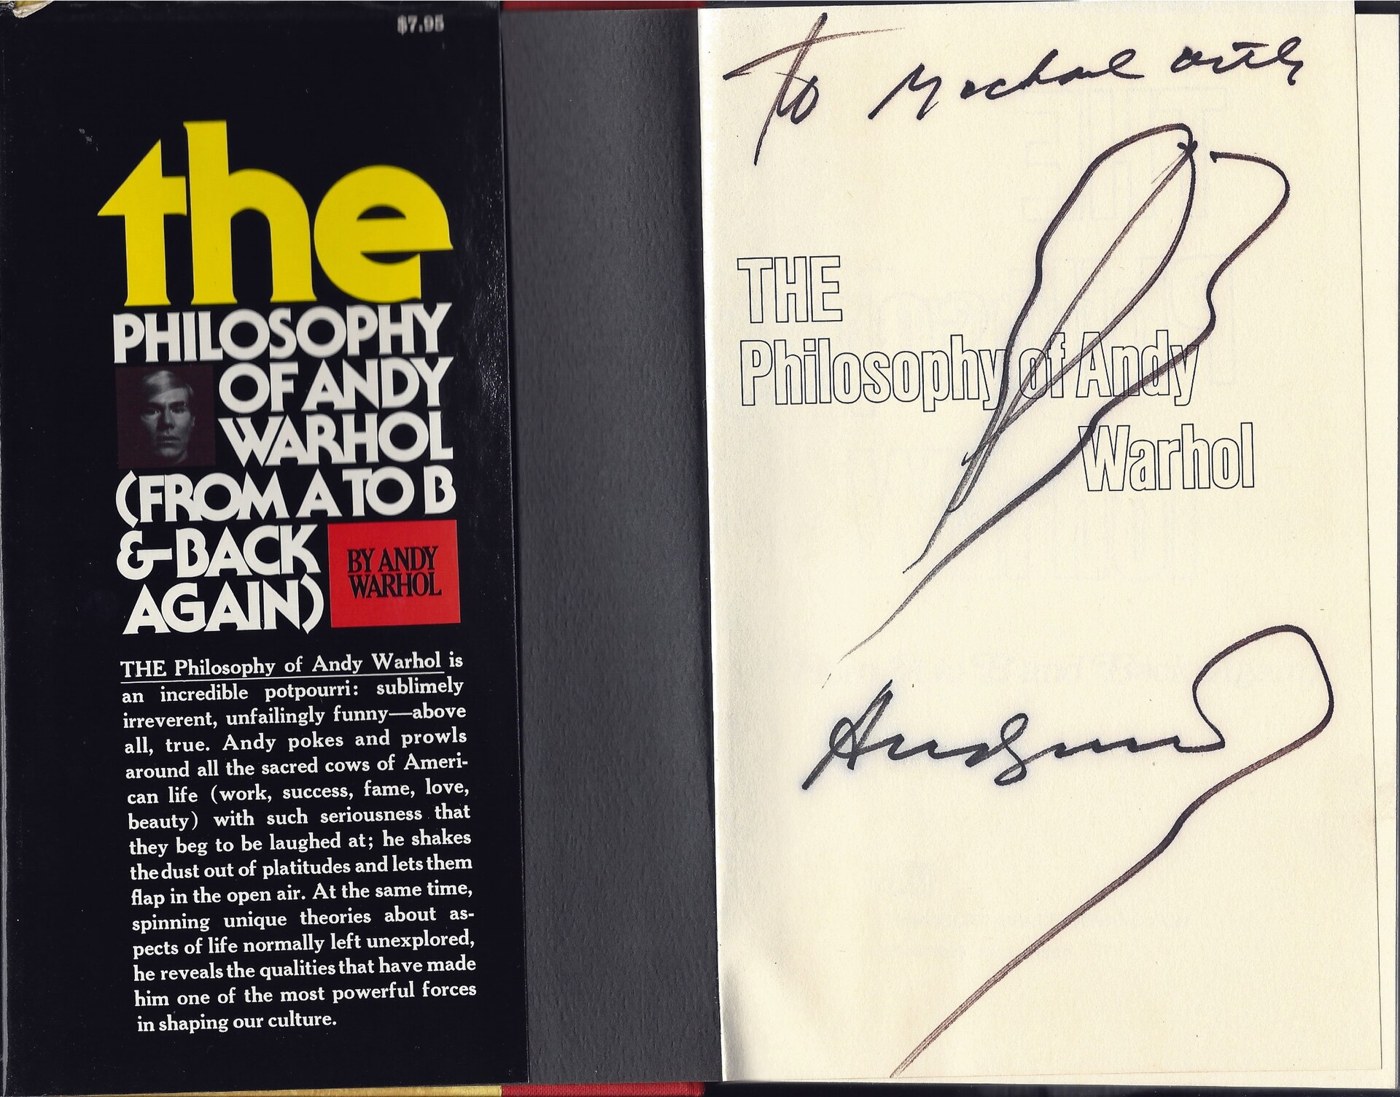 $7.95
the
PHILOSOPHY
OF ANDY
WARHOL
(FROM A TO B
&-BACK
AGAIN)
BY ANDY
WARHOL
THE Philosophy of Andy Warhol is
an incredible potpourri: sublimely
irreverent, unfailingly funny—above
all, true. Andy pokes and prowls
around all the sacred cows of Ameri-
can life (work, success, fame, love,
beauty) with such seriousness that
they beg to be laughed at; he shakes
the dust out of platitudes and lets them
flap in the open air. At the same time,
spinning unique theories about as-
pects of life normally left unexplored,
he reveals the qualities that have made
him one of the most powerful forces
in shaping our culture.
To Michael
THE
Philosophy of Andy
Warhol